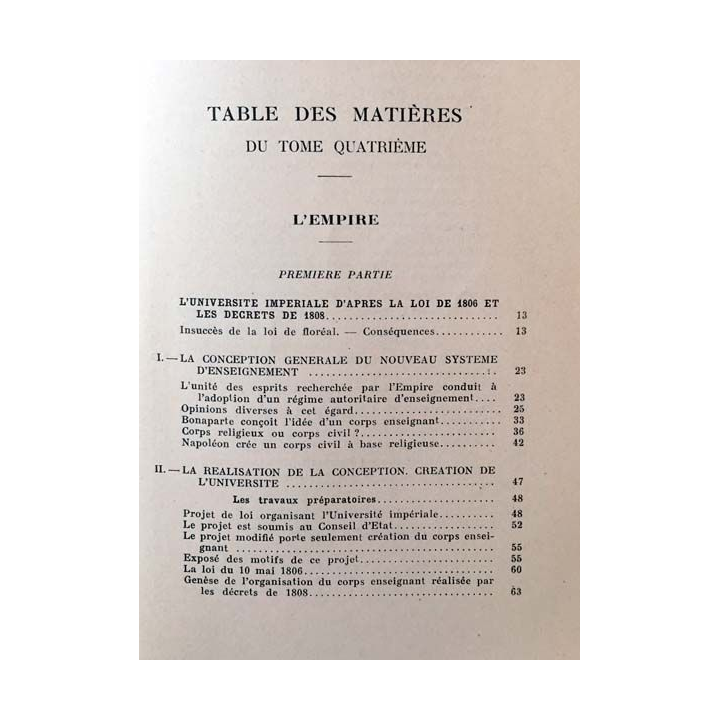 TABLE DES MATIÈRES
DU TOME QUATRIÈME
L'EMPIRE
PREMIERE PARTIE
L'UNIVERSITE IMPERIALE D'APRES LA LOI DE 1806 ET
LES DECRETS DE 1808.............................. 13
Insuccès de la loi de floréal. — Conséquences............ 13
I. — LA CONCEPTION GENERALE DU NOUVEAU SYSTEME
D'ENSEIGNEMENT ................................. 23
L'unité des esprits recherchée par l'Empire conduit à
l'adoption d'un régime autoritaire d'enseignement.... 23
Opinions diverses à cet égard......................... 25
Bonaparte conçoit l'idée d'un corps enseignant........... 33
Corps religieux ou corps civil ?......................... 36
Napoléon crée un corps civil à base religieuse........... 42
II. — LA REALISATION DE LA CONCEPTION. CREATION DE
L'UNIVERSITE .................................... 47
Les travaux préparatoires..................... 48
Projet de loi organisant l'Université impériale.......... 48
Le projet est soumis au Conseil d'Etat.................. 52
Le projet modifié porte seulement création du corps ensei-
gnant ............................................ 55
Exposé des motifs de ce projet......................... 55
La loi du 10 mai 1806................................. 60
Genèse de l'organisation du corps enseignant réalisée par
les décrets de 1808................................ 63